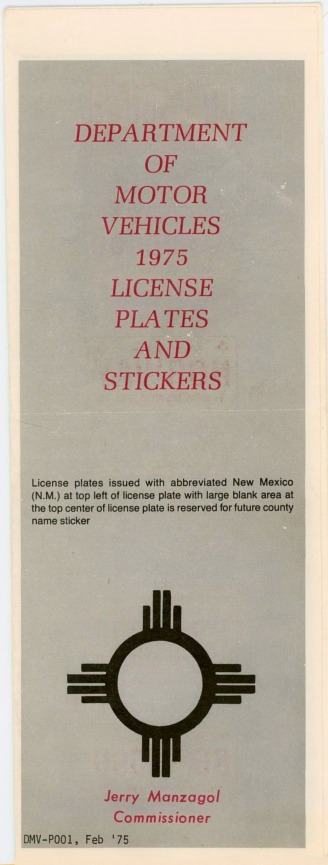 DEPARTMENT
OF
MOTOR
VEHICLES
1975
LICENSE
PLATES
AND
STICKERS
License plates issued with abbreviated New Mexico
(N.M.) at top left of license plate with large blank area at
the top center of license plate is reserved for future county
name sticker
Jerry Manzagol
Commissioner
DMV-P001, Feb '75